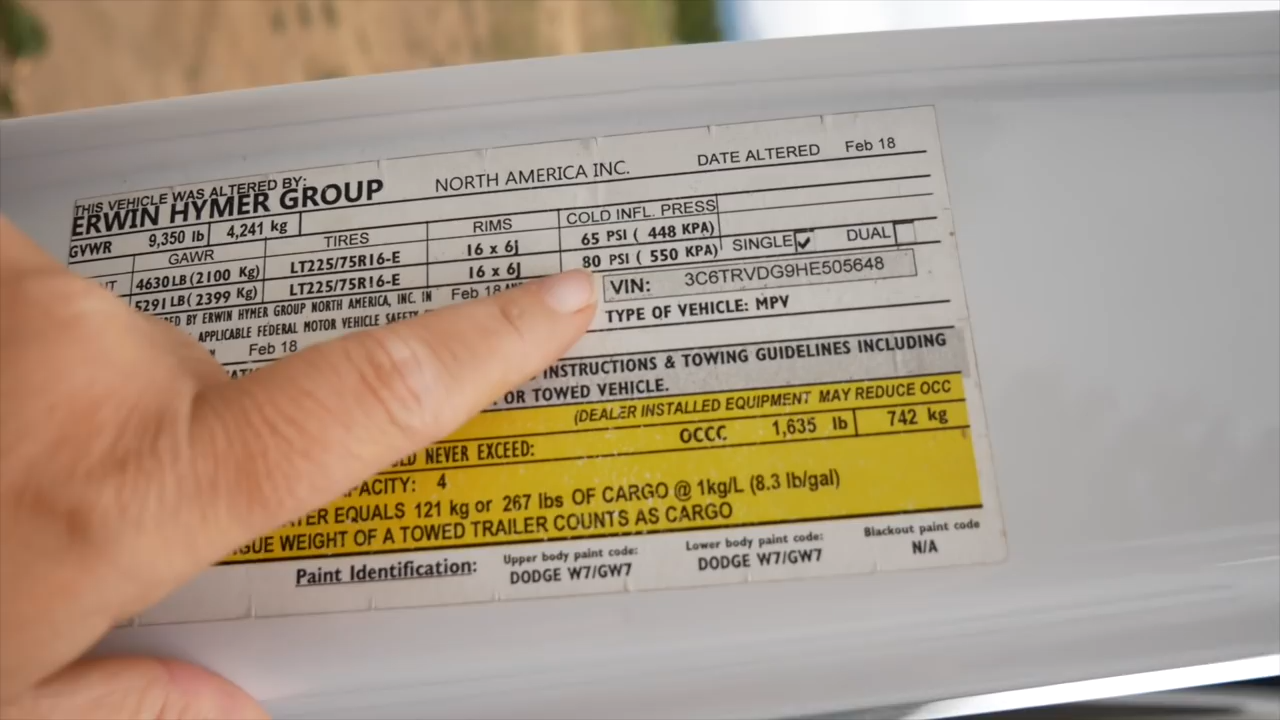 THIS VEHICLE WAS ALTERED BY:
ERWIN HYMER GROUP NORTH AMERICA INC. DATE ALTERED Feb 18
GVWR 9,350 lb 4,241 kg
GAWR TIRES RIMS COLD INFL. PRESS
4630LB(2100 Kg) LT225/75R16-E 16 x 6j 65 PSI ( 448 KPA)
5291LB(2399 Kg) LT225/75R16-E 16 x 6J 80 PSI ( 550 KPA) SINGLE DUAL
BY ERWIN HYMER GROUP NORTH AMERICA, INC. IN Feb 18
VIN: 3C6TRVDG9HE505648
APPLICABLE FEDERAL MOTOR VEHICLE
TYPE OF VEHICLE: MPV
Feb 18
INSTRUCTIONS & TOWING GUIDELINES INCLUDING
OR TOWED VEHICLE.
(DEALER INSTALLED EQUIPMENT MAY REDUCE OCC
NEVER EXCEED: OCCC 1,635 lb 742 kg
4
EQUALS 121 kg or 267 lbs OF CARGO @ 1kg/L (8.3 lb/gal)
WEIGHT OF A TOWED TRAILER COUNTS AS CARGO
Paint Identification: Upper body paint code: Lower body paint code: Blackout paint code
DODGE W7/GW7 DODGE W7/GW7 N/A